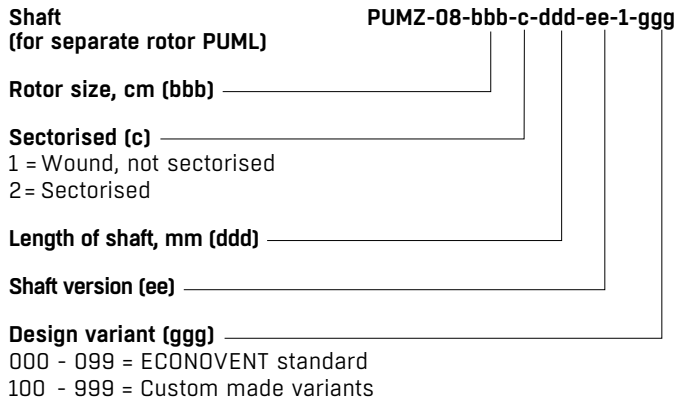 Shaft PUMZ-08-bbb-c-ddd-ee-1-ggg
(for separate rotor PUML)
Rotor size, cm (bbb)
Sectorised (c)
1 = Wound, not sectorised
2 = Sectorised
Length of shaft, mm (ddd)
Shaft version (ee)
Design variant (ggg)
000 - 099 = ECONOVENT standard
100 - 999 = Custom made variants